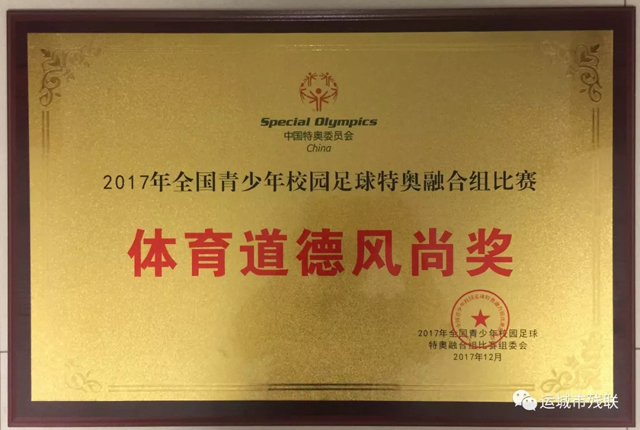 Special Olympics
中国特奥委员会
China
2017年全国青少年校园足球特奥融合组比赛
体育道德风尚奖
2017年全国青少年校园足球
特奥融合组比赛组委会
2017年12月
运城市残联